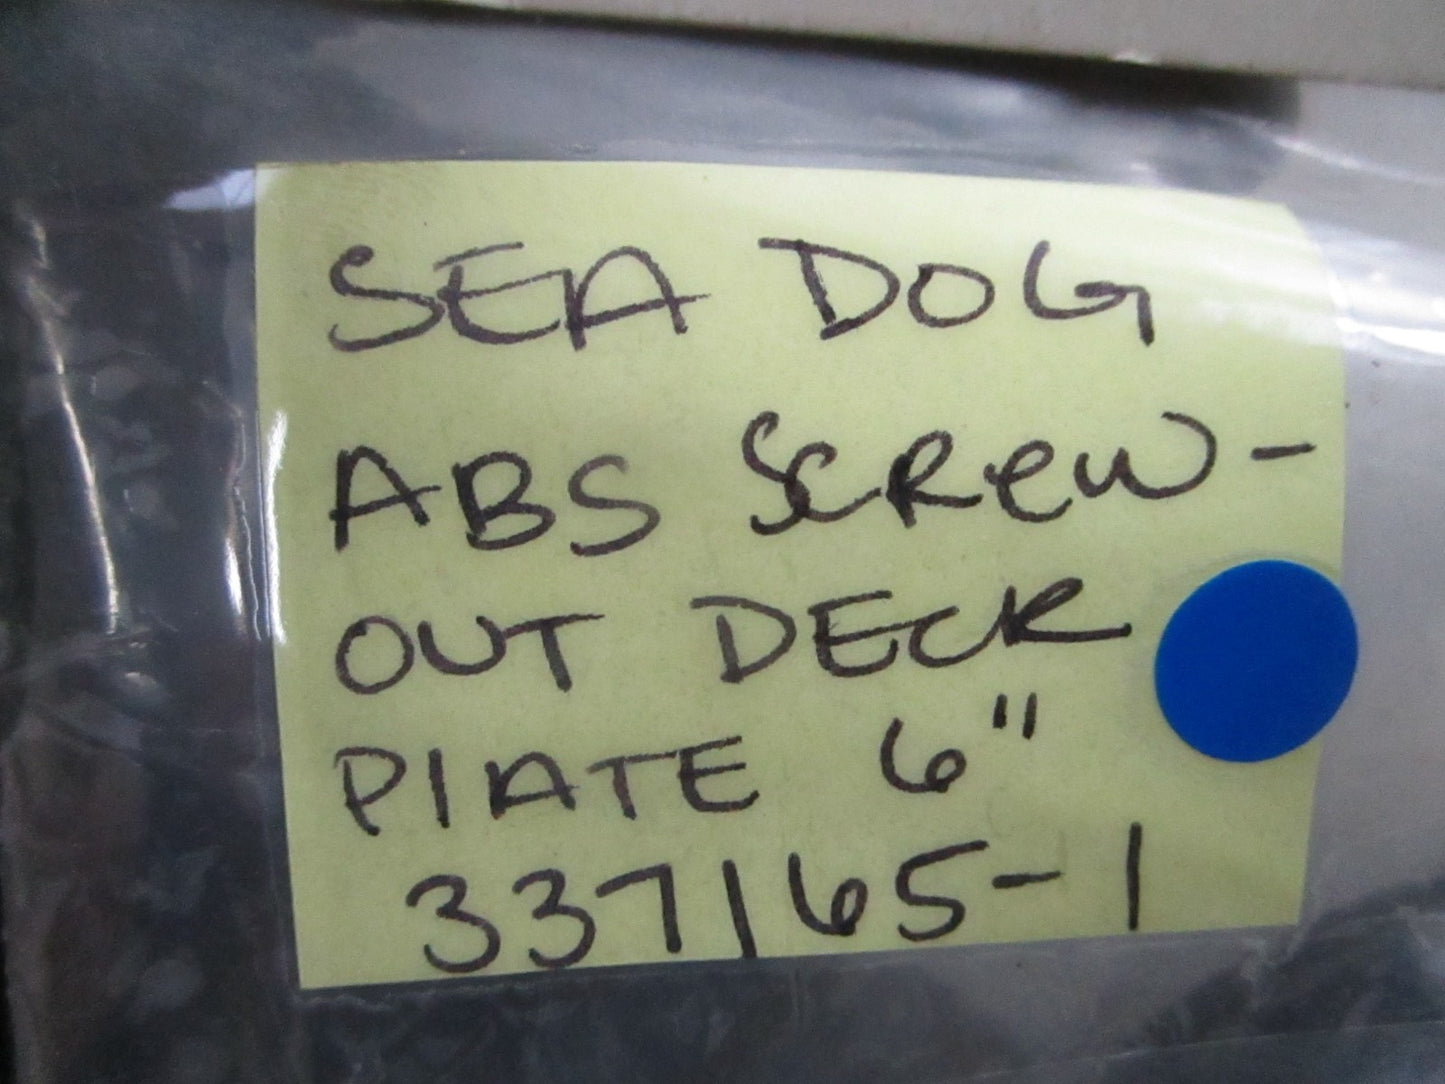 SEA DOG
ABS SCReW-
OUT DECK
PlATE 6"
337165-1